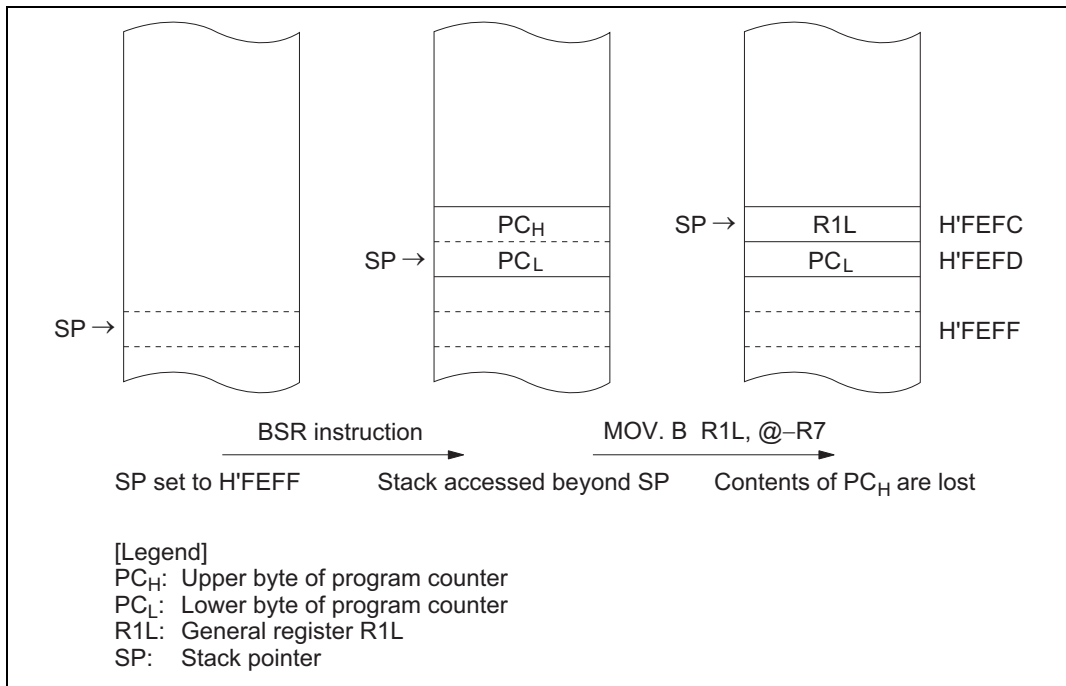 SP → PCH SP → R1L H'FEFC
SP → PCL PCL H'FEFD
H'FEFF
BSR instruction MOV. B R1L, @–R7
SP set to H'FEFF Stack accessed beyond SP Contents of PCH are lost
[Legend]
PCH: Upper byte of program counter
PCL: Lower byte of program counter
R1L: General register R1L
SP: Stack pointer